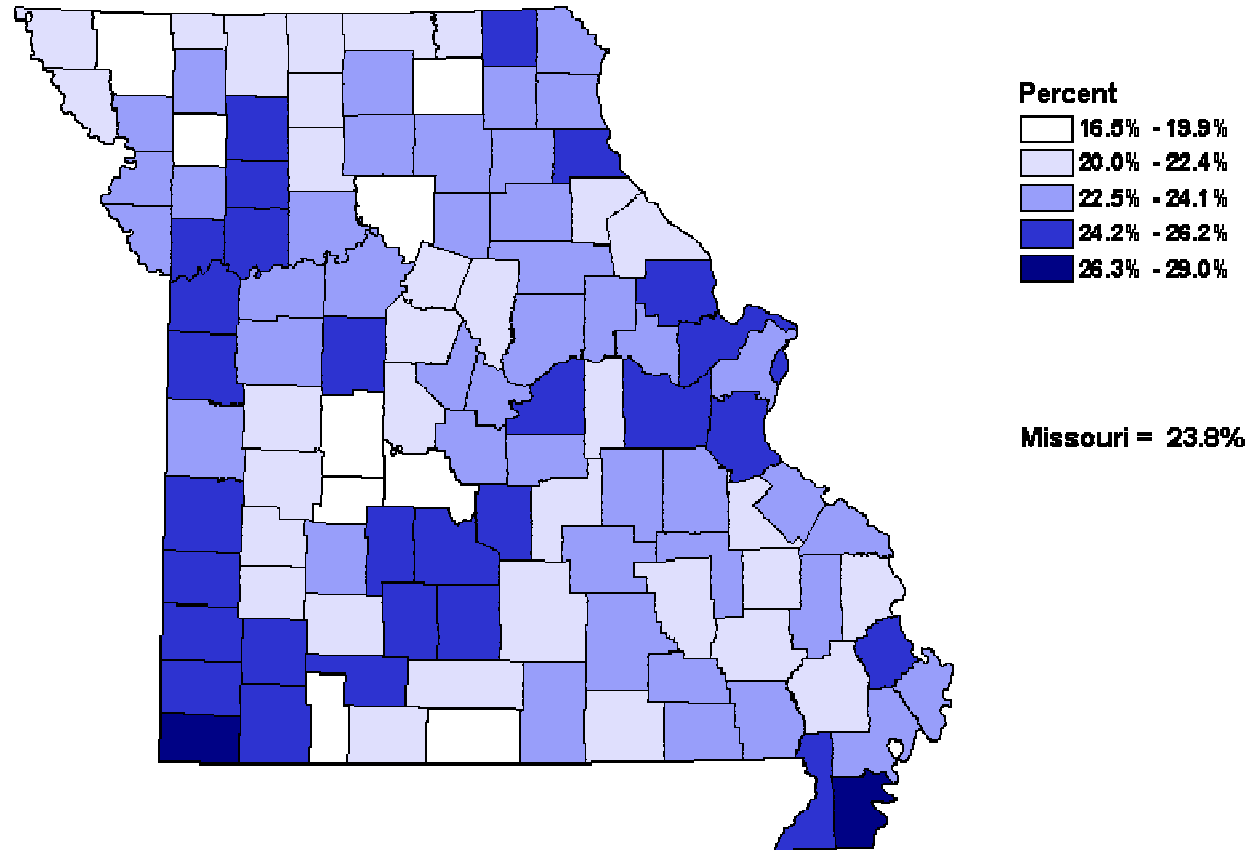 Percent
16.5% - 19.9%
20.0% - 22.4%
22.5% - 24.1%
24.2% - 26.2%
26.3% - 29.0%
Missouri = 23.8%